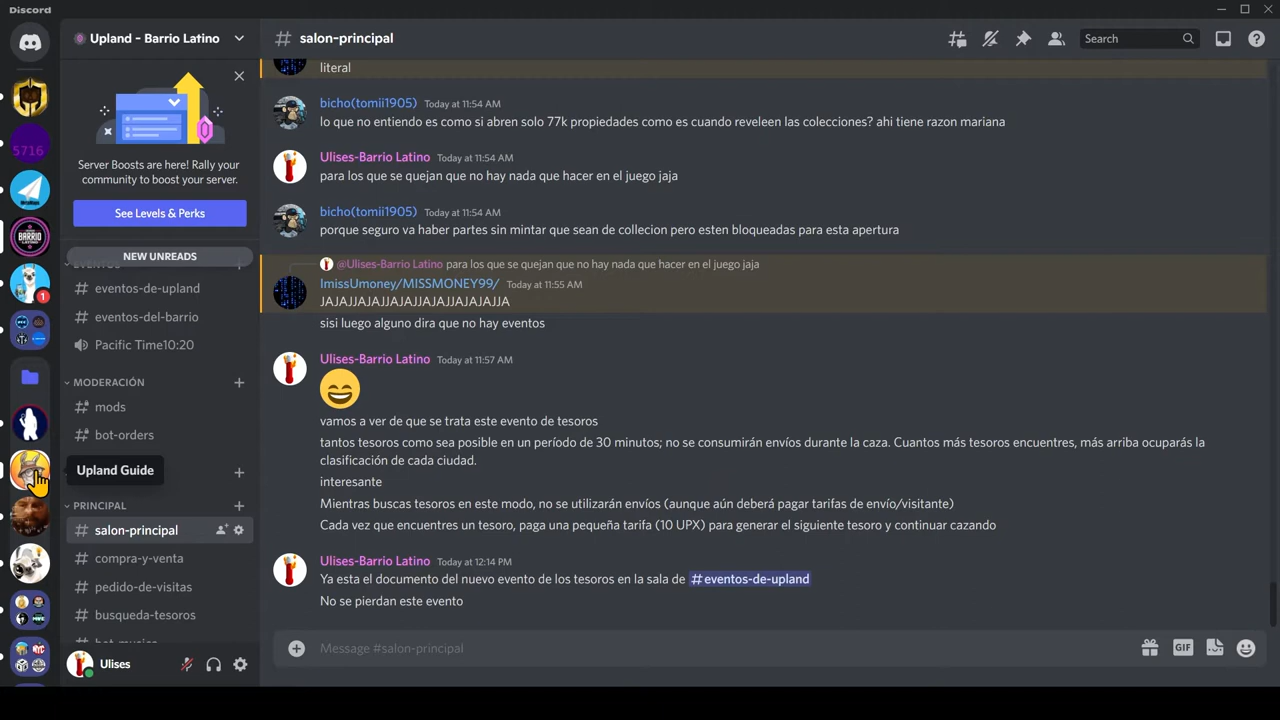 Discord
Upland - Barrio Latino
# salon-principal
Search
5716
MetaMaps
BARRIO
LATINO
1
Server Boosts are here! Rally your
community to boost your server.
See Levels & Perks
NEW UNREADS
EVENTOS
eventos-de-upland
eventos-del-barrio
Pacific Time10:20
MODERACIÓN
mods
bot-orders
Upland Guide
PRINCIPAL
salon-principal
compra-y-venta
pedido-de-visitas
busqueda-tesoros
bot-musica
Ulises
literal
bicho(tomii1905) Today at 11:54 AM
lo que no entiendo es como si abren solo 77k propiedades como es cuando reveleen las colecciones? ahi tiene razon mariana
Ulises-Barrio Latino Today at 11:54 AM
para los que se quejan que no hay nada que hacer en el juego jaja
bicho(tomii1905) Today at 11:54 AM
porque seguro va haber partes sin mintar que sean de collecion pero esten bloqueadas para esta apertura
@Ulises-Barrio Latino para los que se quejan que no hay nada que hacer en el juego jaja
ImissUmoney/MISSMONEY99/ Today at 11:55 AM
JAJAJJAJAJJAJAJJAJAJJAJAJAJJA
sisi luego alguno dira que no hay eventos
Ulises-Barrio Latino Today at 11:57 AM
vamos a ver de que se trata este evento de tesoros
tantos tesoros como sea posible en un período de 30 minutos; no se consumirán envíos durante la caza. Cuantos más tesoros encuentres, más arriba ocuparás la
clasificación de cada ciudad.
interesante
Mientras buscas tesoros en este modo, no se utilizarán envíos (aunque aún deberá pagar tarifas de envío/visitante)
Cada vez que encuentres un tesoro, paga una pequeña tarifa (10 UPX) para generar el siguiente tesoro y continuar cazando
Ulises-Barrio Latino Today at 12:14 PM
Ya esta el documento del nuevo evento de los tesoros en la sala de #eventos-de-upland
No se pierdan este evento
Message #salon-principal
GIF